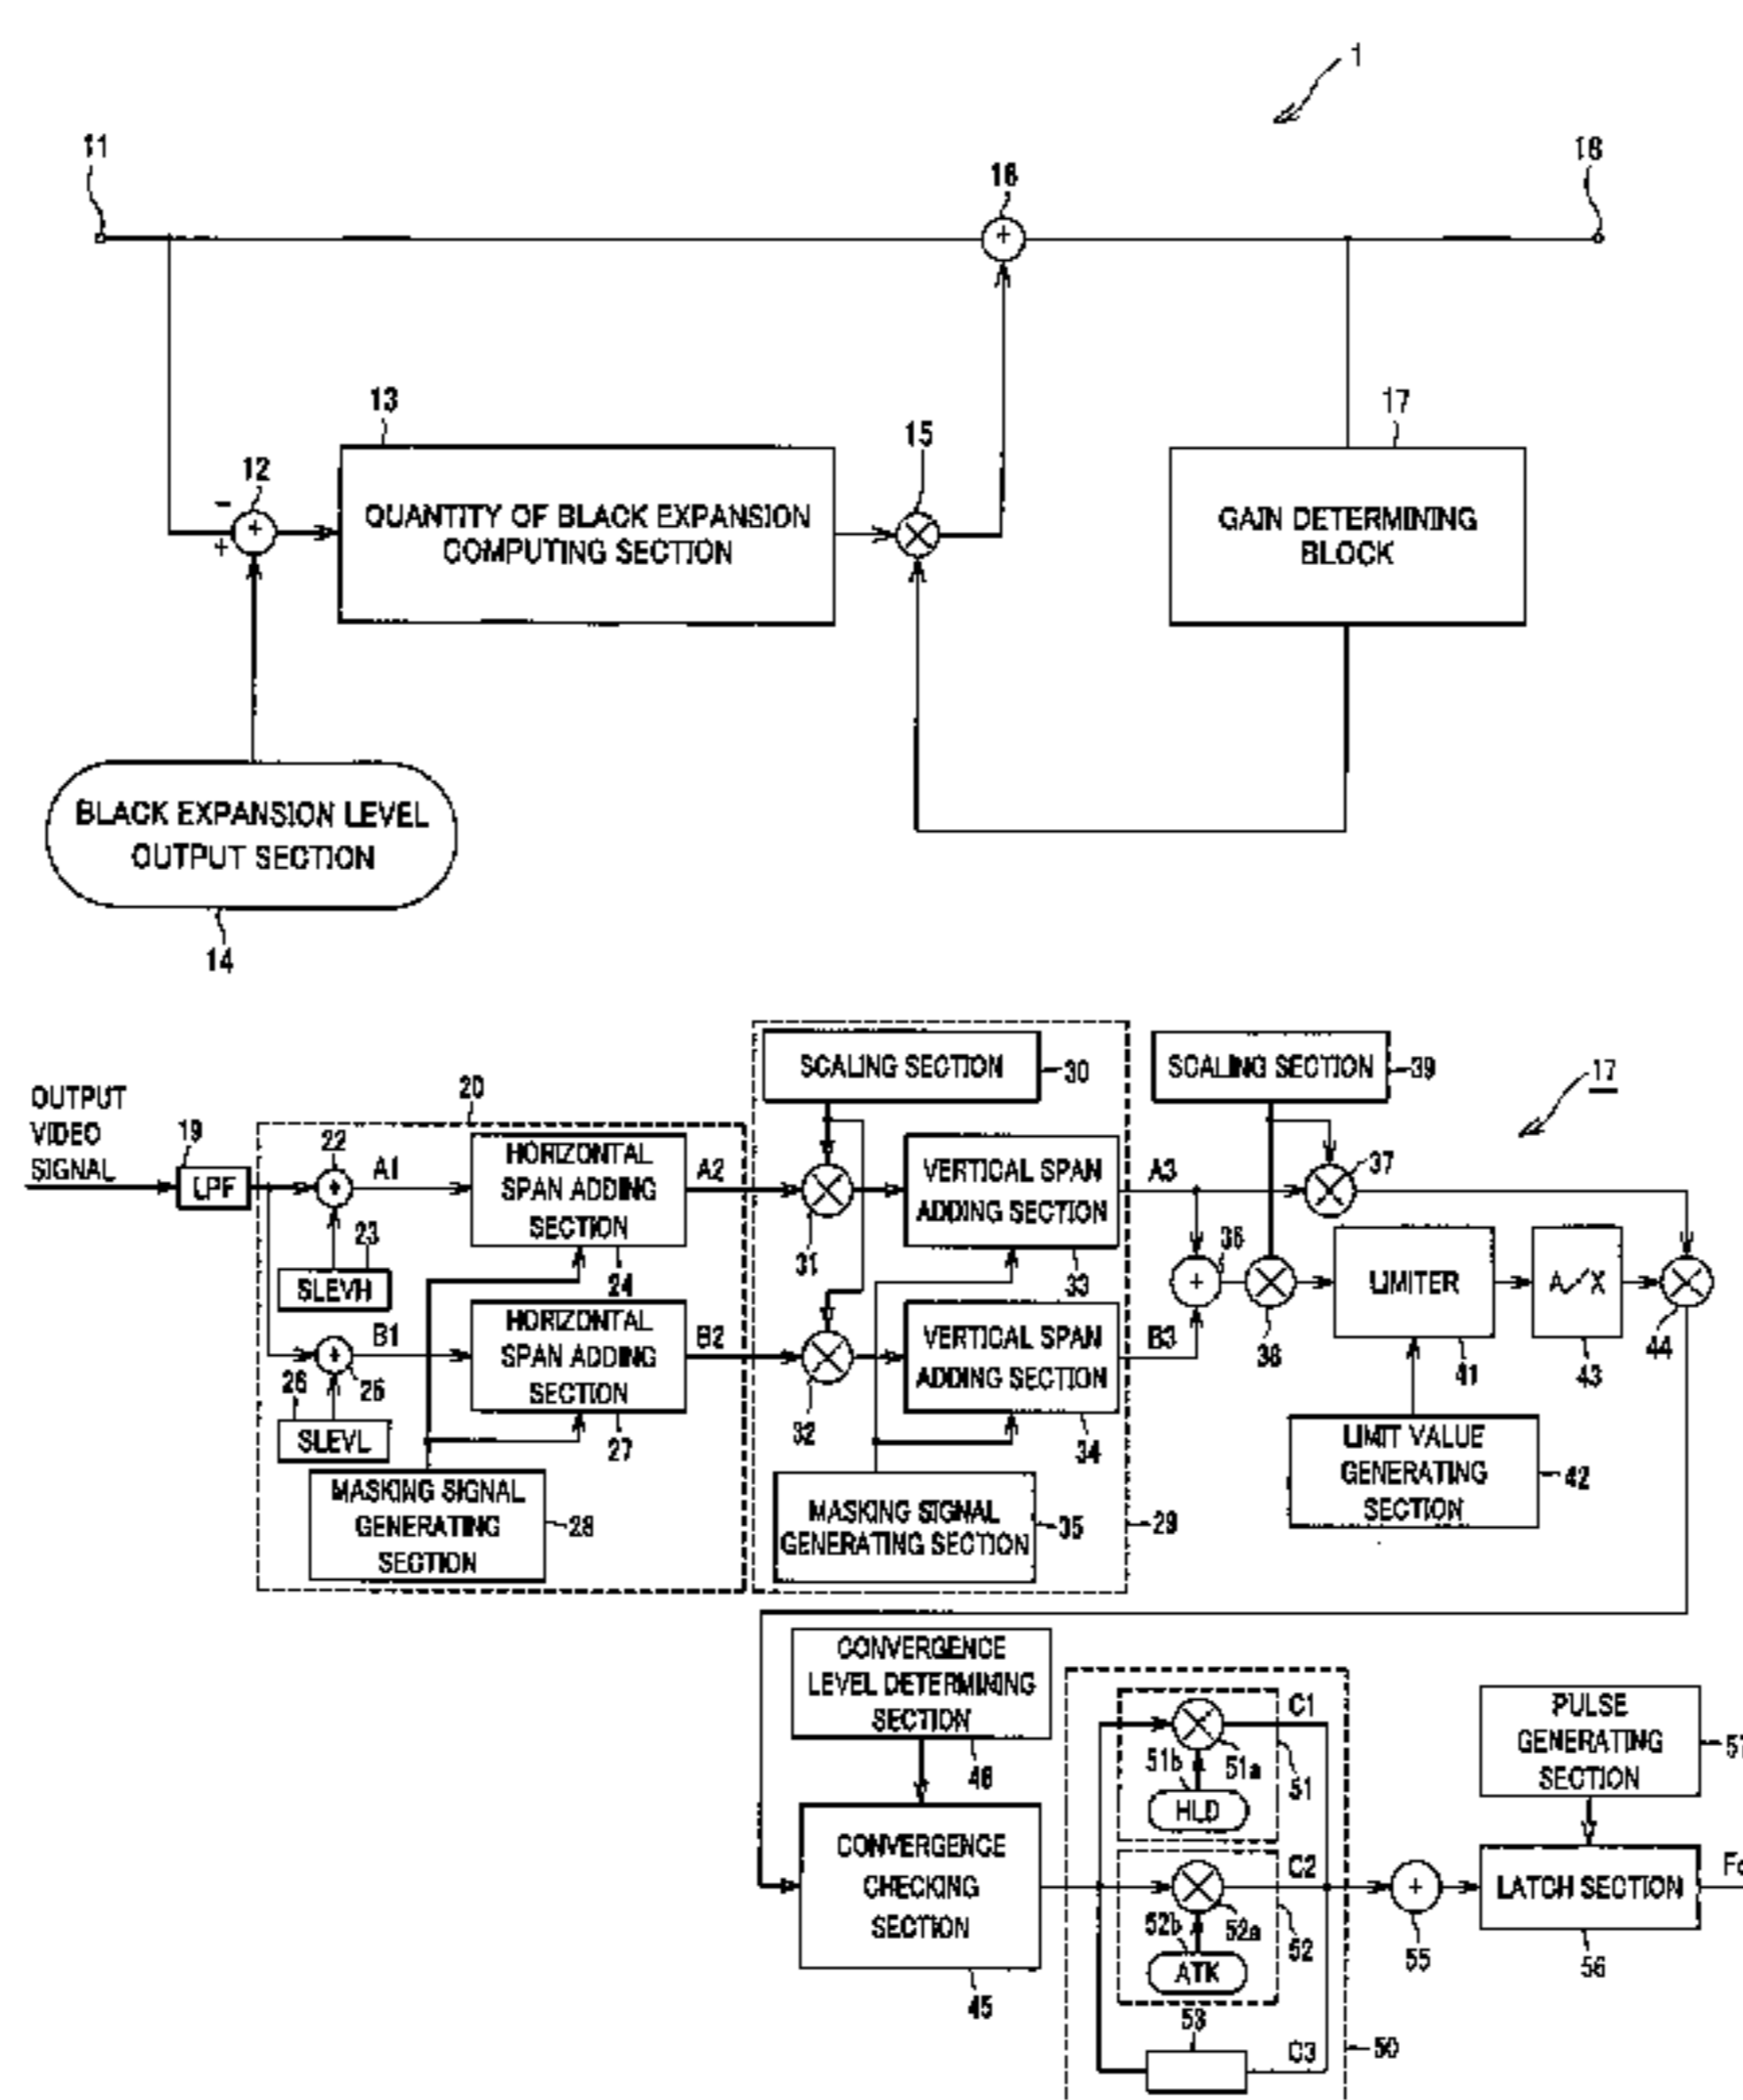 1
11
16
18
13
12
−
+
+
+
QUANTITY OF BLACK EXPANSION
COMPUTING SECTION
15
17
GAIN DETERMINING
BLOCK
BLACK EXPANSION LEVEL
OUTPUT SECTION
14
OUTPUT
VIDEO
SIGNAL
19
LPF
20
22
+
A1
23
SLEVH
HORIZONTAL
SPAN ADDING
SECTION
24
A2
+
B1
26
25
SLEVL
HORIZONTAL
SPAN ADDING
SECTION
27
B2
MASKING SIGNAL
GENERATING
SECTION
28
SCALING SECTION
30
31
VERTICAL SPAN
ADDING SECTION
33
32
VERTICAL SPAN
ADDING SECTION
34
MASKING SIGNAL
GENERATING SECTION
35
29
SCALING SECTION
39
17
A3
37
36
+
B3
38
LIMITER
41
A/X
43
44
LIMIT VALUE
GENERATING
SECTION
42
CONVERGENCE
LEVEL DETERMINING
SECTION
46
CONVERGENCE
CHECKING
SECTION
45
C1
51b
51a
51
HLD
C2
52b
52a
52
ATK
53
C3
50
+
55
PULSE
GENERATING
SECTION
LATCH SECTION
56